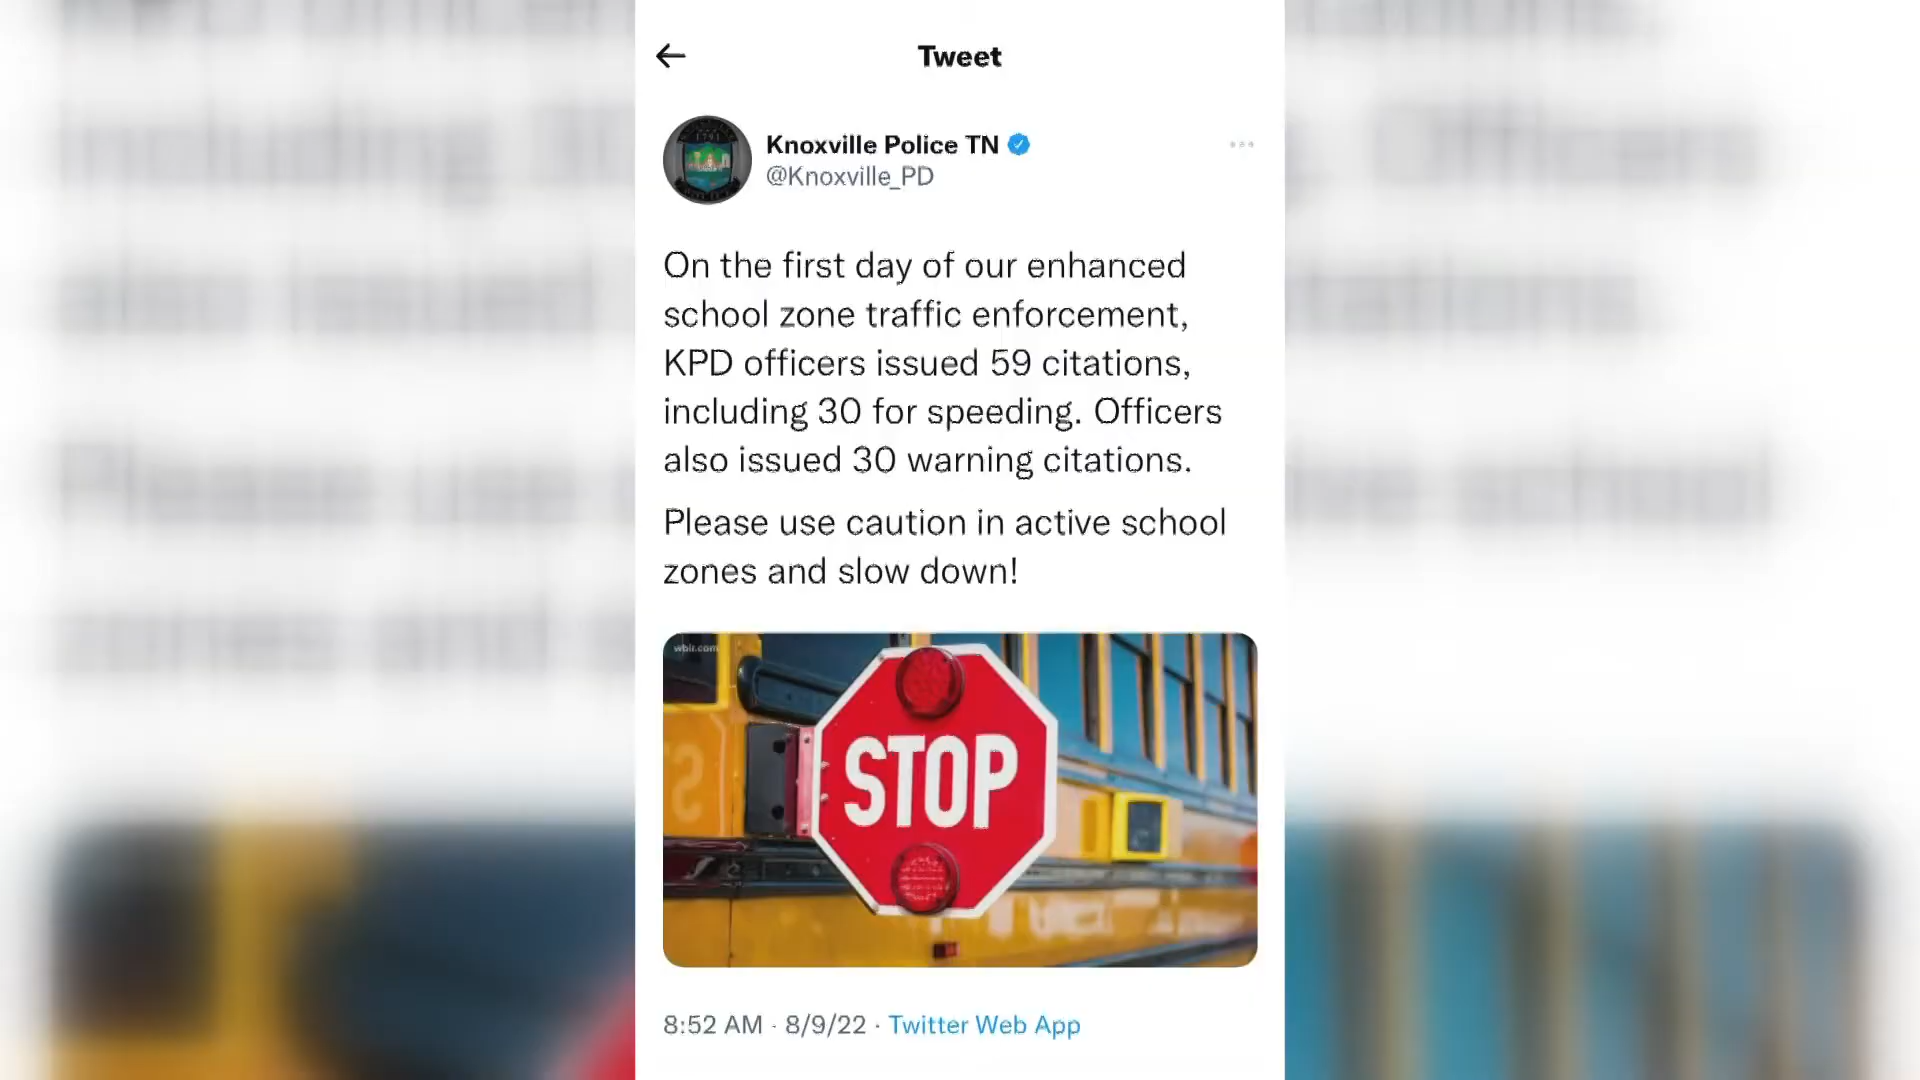 Tweet
Knoxville Police TN
@Knoxville_PD
On the first day of our enhanced
school zone traffic enforcement,
KPD officers issued 59 citations,
including 30 for speeding. Officers
also issued 30 warning citations.
Please use caution in active school
zones and slow down!
wbir.com
STOP
8:52 AM · 8/9/22 · Twitter Web App